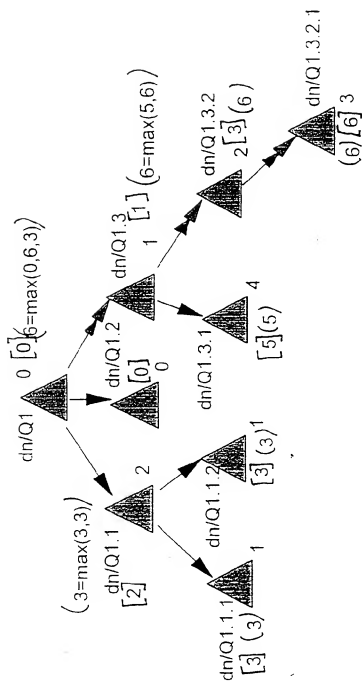 dn/Q1
0 [0] (6=max(0,6,3))
(3=max(3,3))
dn/Q1.1
[2]
2
dn/Q1.2
[0]
0
dn/Q1.3
[1] (6=max(5,6))
1
dn/Q1.1.1
[3] (3)
1
dn/Q1.1.2
[3] (3)
1
dn/Q1.3.1
[5] (5)
4
dn/Q1.3.2
2 [3] (6)
dn/Q1.3.2.1
(6) [6] 3